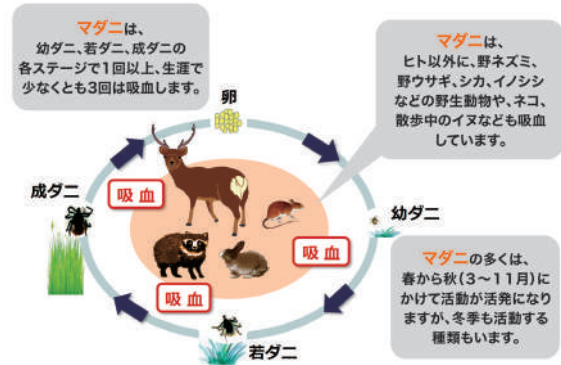 マダニは、
幼ダニ、若ダニ、成ダニの
各ステージで1回以上、生涯で
少なくとも3回は吸血します。
マダニは、
ヒト以外に、野ネズミ、
野ウサギ、シカ、イノシシ
などの野生動物や、ネコ、
散歩中のイヌなども吸血
しています。
卵
成ダニ
吸血
幼ダニ
吸血
吸血
若ダニ
マダニの多くは、
春から秋(3~11月)に
かけて活動が活発になり
ますが、冬季も活動する
種類もいます。